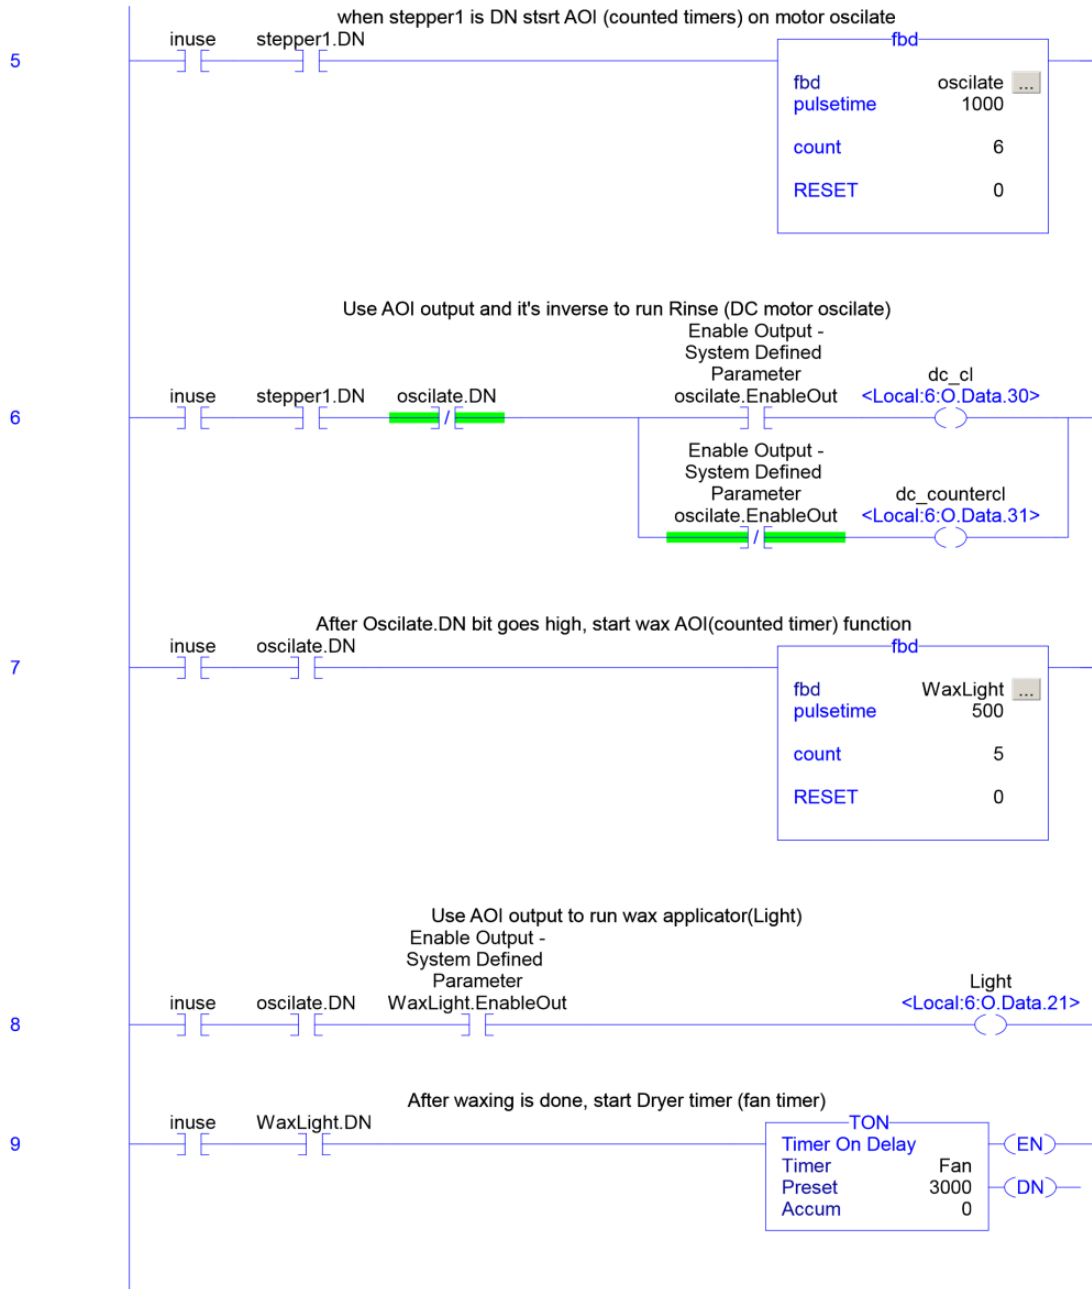 when stepper1 is DN stsrt AOI (counted timers) on motor oscilate
inuse stepper1.DN fbd
5
fbd oscilate ...
pulsetime 1000
count 6
RESET 0
Use AOI output and it's inverse to run Rinse (DC motor oscilate)
Enable Output -
System Defined
Parameter dc_cl
inuse stepper1.DN oscilate.DN oscilate.EnableOut <Local:6:O.Data.30>
6 /
Enable Output -
System Defined
Parameter dc_countercl
oscilate.EnableOut <Local:6:O.Data.31>
/
After Oscilate.DN bit goes high, start wax AOI(counted timer) function
inuse oscilate.DN fbd
7
fbd WaxLight ...
pulsetime 500
count 5
RESET 0
Use AOI output to run wax applicator(Light)
Enable Output -
System Defined
Parameter Light
inuse oscilate.DN WaxLight.EnableOut <Local:6:O.Data.21>
8
After waxing is done, start Dryer timer (fan timer)
inuse WaxLight.DN TON
9 Timer On Delay EN
Timer Fan
Preset 3000 DN
Accum 0